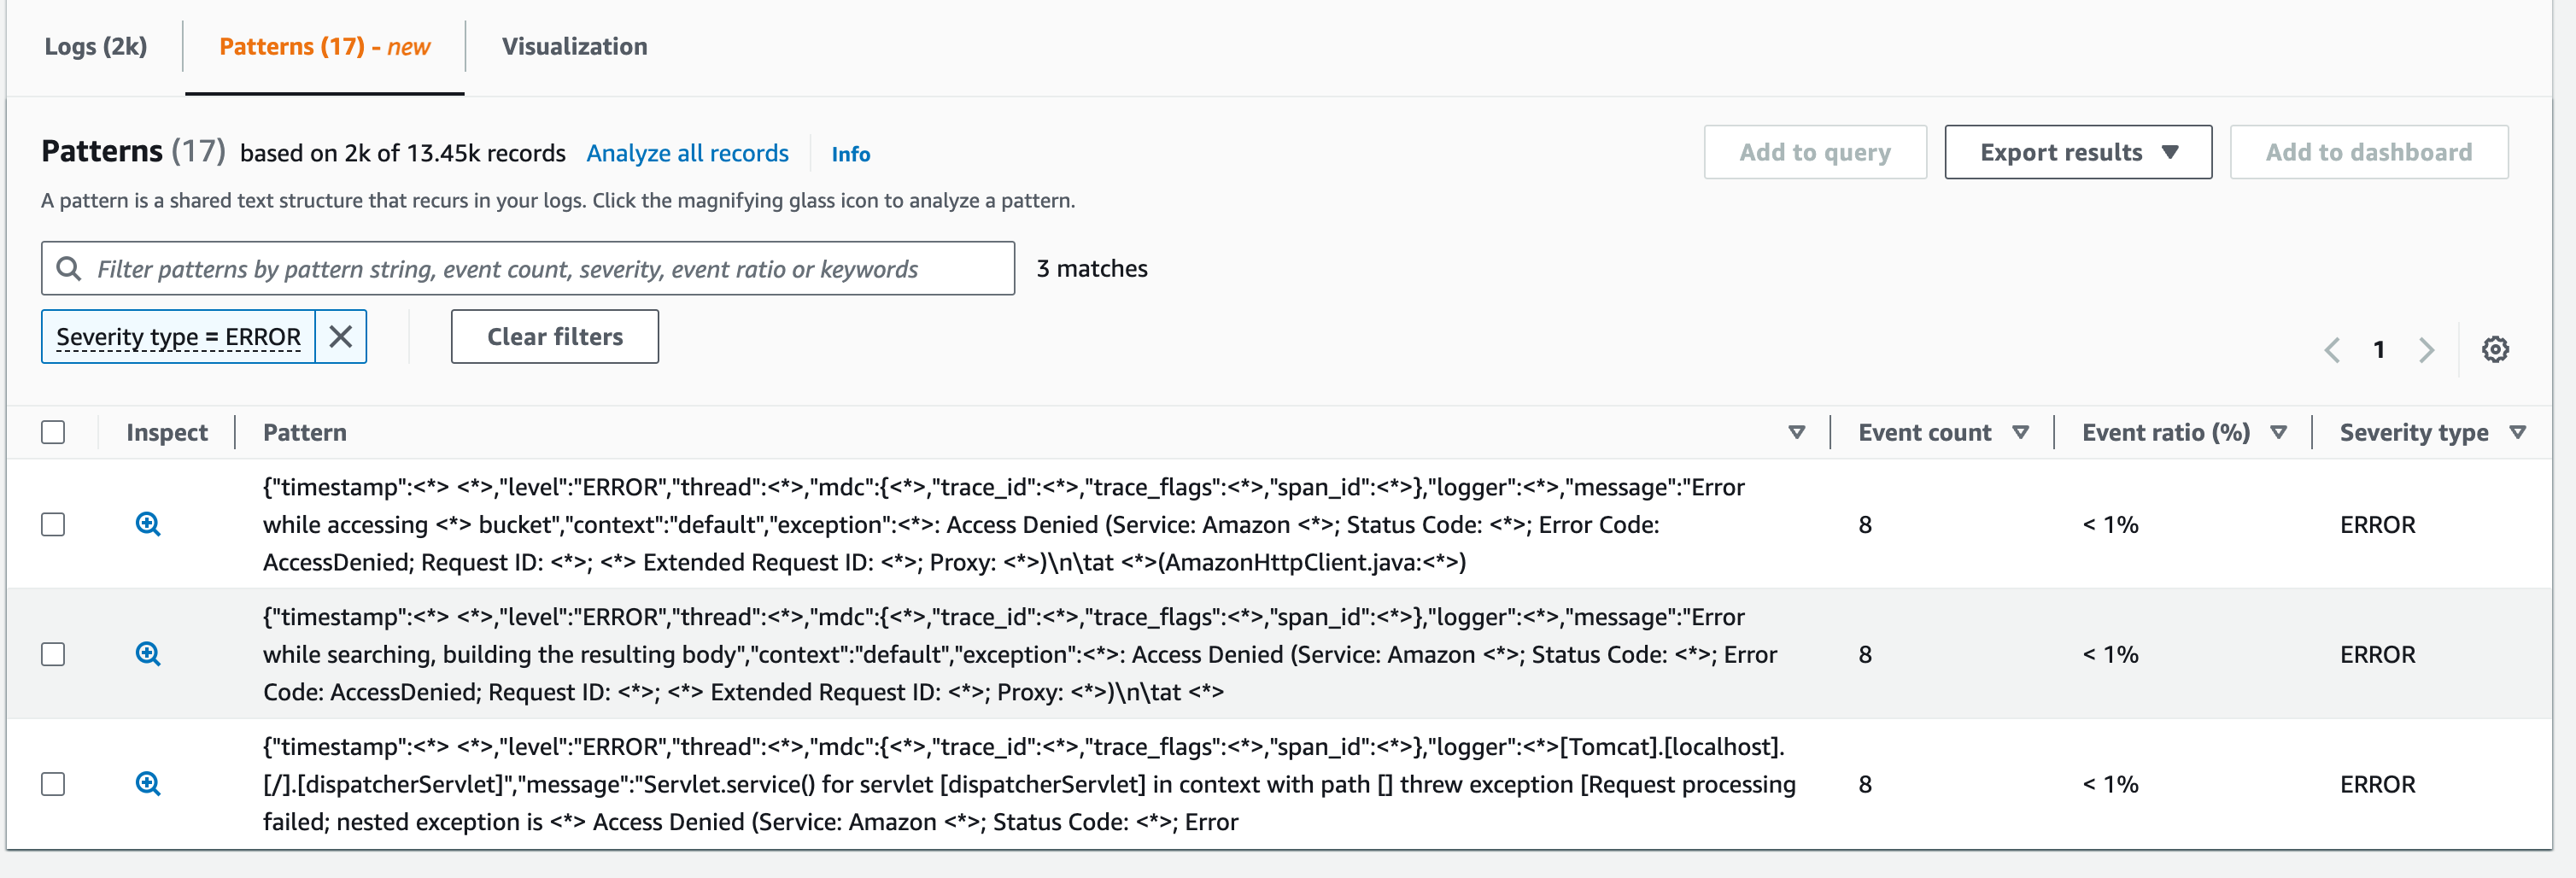 Logs (2k)
Patterns (17) - new
Visualization
Patterns (17) based on 2k of 13.45k records Analyze all records Info
Add to query
Export results
Add to dashboard
A pattern is a shared text structure that recurs in your logs. Click the magnifying glass icon to analyze a pattern.
Filter patterns by pattern string, event count, severity, event ratio or keywords
3 matches
Severity type = ERROR
Clear filters
1
Inspect Pattern Event count Event ratio (%) Severity type
{"timestamp":<*> <*>,"level":"ERROR","thread":<*>,"mdc":{<*>,"trace_id":<*>,"trace_flags":<*>,"span_id":<*>},"logger":<*>,"message":"Error
while accessing <*> bucket","context":"default","exception":<*>: Access Denied (Service: Amazon <*>; Status Code: <*>; Error Code:
AccessDenied; Request ID: <*>; <*> Extended Request ID: <*>; Proxy: <*>)\n\tat <*>(AmazonHttpClient.java:<*>)
8 < 1% ERROR
{"timestamp":<*> <*>,"level":"ERROR","thread":<*>,"mdc":{<*>,"trace_id":<*>,"trace_flags":<*>,"span_id":<*>},"logger":<*>,"message":"Error
while searching, building the resulting body","context":"default","exception":<*>: Access Denied (Service: Amazon <*>; Status Code: <*>; Error
Code: AccessDenied; Request ID: <*>; <*> Extended Request ID: <*>; Proxy: <*>)\n\tat <*>
8 < 1% ERROR
{"timestamp":<*> <*>,"level":"ERROR","thread":<*>,"mdc":{<*>,"trace_id":<*>,"trace_flags":<*>,"span_id":<*>},"logger":<*>[Tomcat].[localhost].
[/].[dispatcherServlet]","message":"Servlet.service() for servlet [dispatcherServlet] in context with path [] threw exception [Request processing
failed; nested exception is <*> Access Denied (Service: Amazon <*>; Status Code: <*>; Error
8 < 1% ERROR